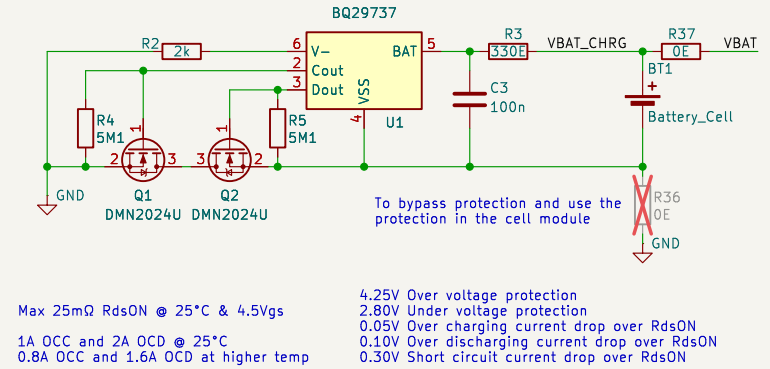 BQ29737
R2
2k
6
V-
BAT
5
R3
330E
VBAT_CHRG
R37
0E
VBAT
2
Cout
3
Dout
VSS
4
U1
C3
100n
BT1
+
Battery_Cell
R4
5M1
R5
5M1
1
1
2
3
3
2
GND
Q1
DMN2024U
Q2
DMN2024U
To bypass protection and use the
protection in the cell module
R36
0E
GND
Max 25mΩ RdsON @ 25°C & 4.5Vgs
1A OCC and 2A OCD @ 25°C
0.8A OCC and 1.6A OCD at higher temp
4.25V Over voltage protection
2.80V Under voltage protection
0.05V Over charging current drop over RdsON
0.10V Over discharging current drop over RdsON
0.30V Short circuit current drop over RdsON